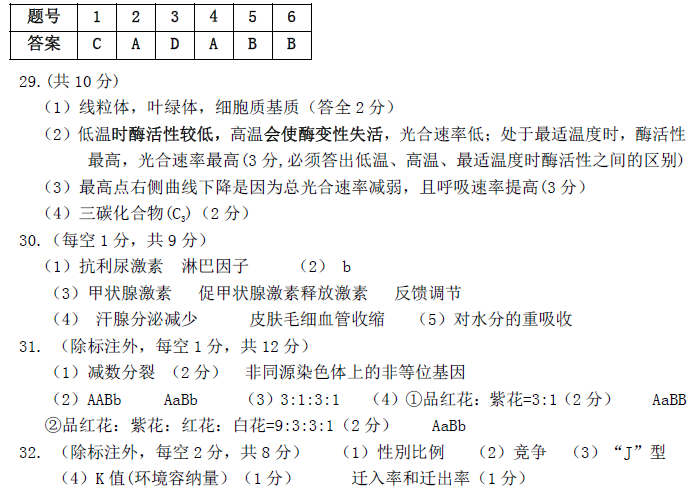 题号 1 2 3 4 5 6
答案 C A D A B B
29.(共10分)
（1）线粒体，叶绿体，细胞质基质（答全2分）
（2）低温时酶活性较低，高温会使酶变性失活，光合速率低；处于最适温度时，酶活性
最高，光合速率最高(3分,必须答出低温、高温、最适温度时酶活性之间的区别)
（3）最高点右侧曲线下降是因为总光合速率减弱，且呼吸速率提高(3分）
（4）三碳化合物(C₃)（2分）
30.（每空1分，共9分）
（1）抗利尿激素 淋巴因子 （2） b
（3）甲状腺激素 促甲状腺激素释放激素 反馈调节
（4） 汗腺分泌减少 皮肤毛细血管收缩 （5）对水分的重吸收
31. （除标注外，每空1分，共12分）
（1）减数分裂 （2分） 非同源染色体上的非等位基因
（2）AABb AaBb （3）3:1:3:1 （4）①品红花：紫花=3:1（2分） AaBB
②品红花：紫花：红花：白花=9:3:3:1（2分） AaBb
32. （除标注外，每空2分，共8分） （1）性别比例 （2）竞争 （3）“J”型
（4）K值(环境容纳量）（1分） 迁入率和迁出率（1分）